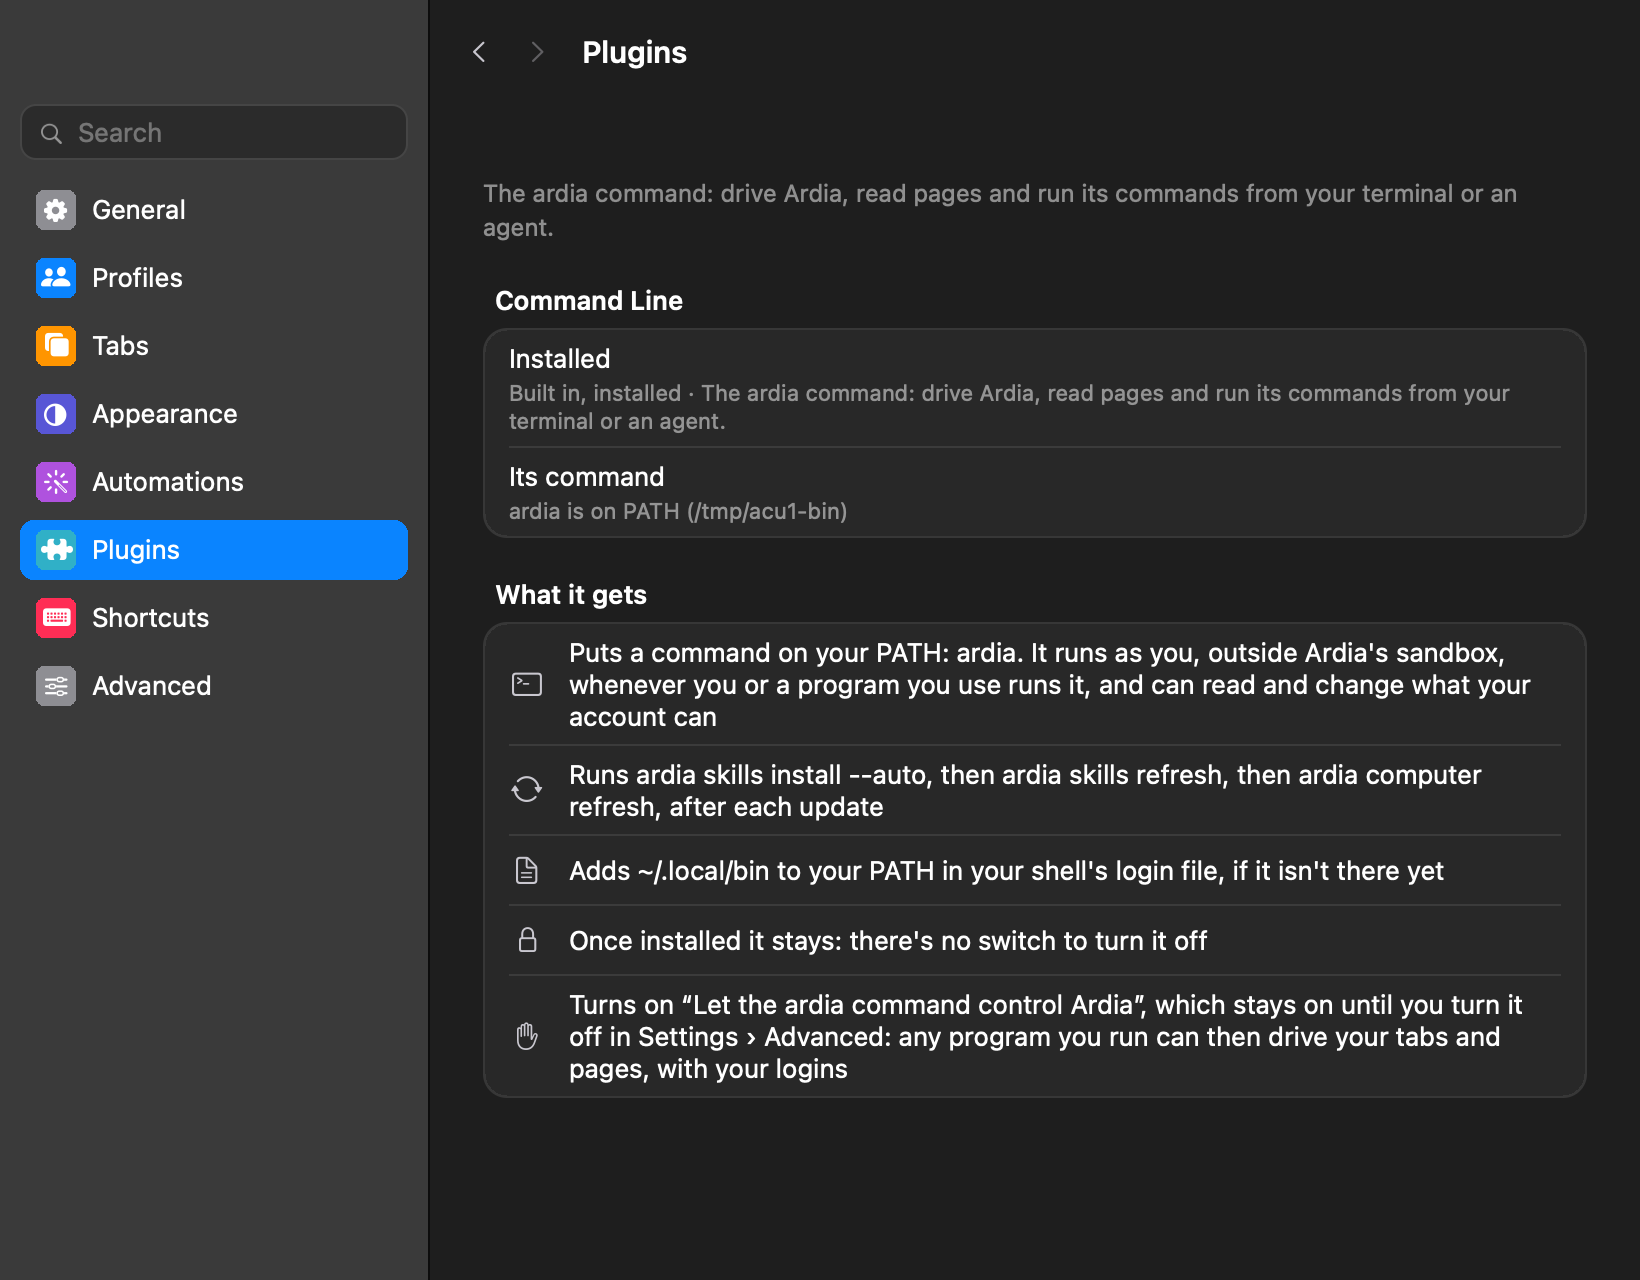 Plugins
Search
General
Profiles
Tabs
Appearance
Automations
Plugins
Shortcuts
Advanced
The ardia command: drive Ardia, read pages and run its commands from your terminal or an
agent.
Command Line
Installed
Built in, installed · The ardia command: drive Ardia, read pages and run its commands from your
terminal or an agent.
Its command
ardia is on PATH (/tmp/acu1-bin)
What it gets
Puts a command on your PATH: ardia. It runs as you, outside Ardia's sandbox,
whenever you or a program you use runs it, and can read and change what your
account can
Runs ardia skills install --auto, then ardia skills refresh, then ardia computer
refresh, after each update
Adds ~/.local/bin to your PATH in your shell's login file, if it isn't there yet
Once installed it stays: there's no switch to turn it off
Turns on “Let the ardia command control Ardia”, which stays on until you turn it
off in Settings › Advanced: any program you run can then drive your tabs and
pages, with your logins